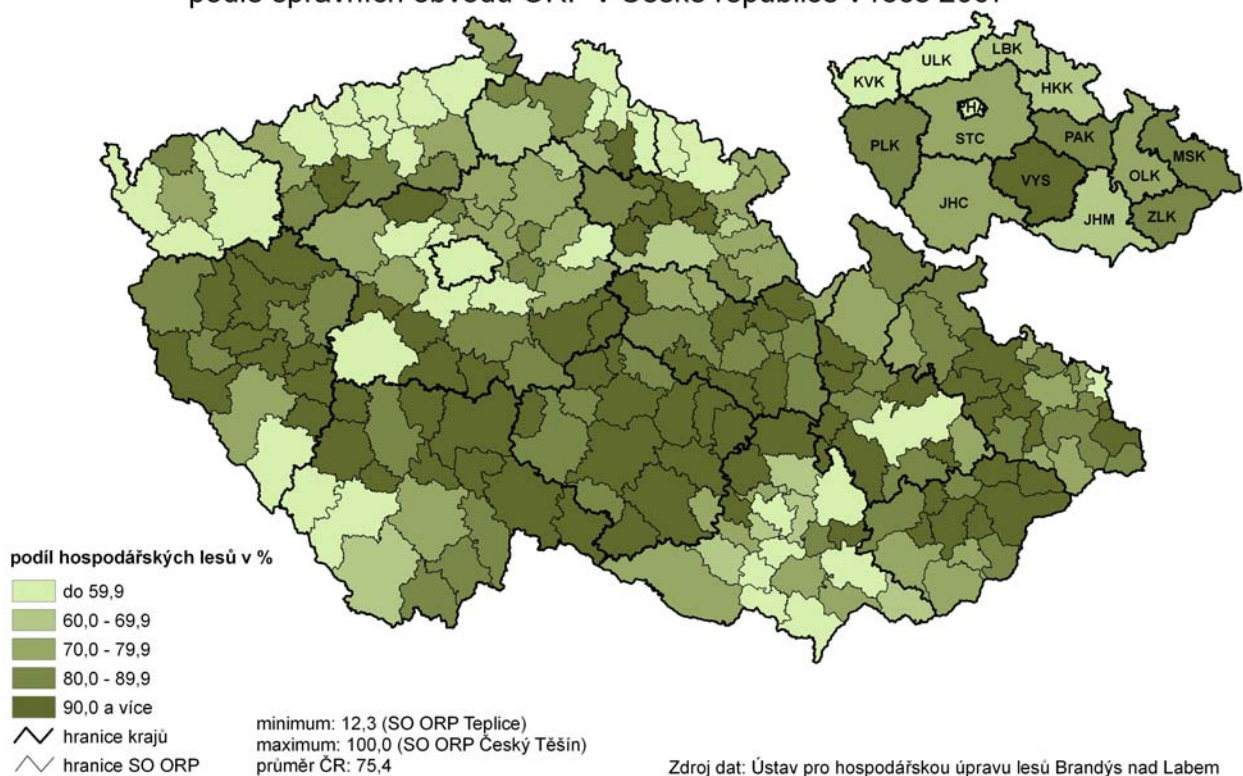 podle správních obvodů ORP v České republice v roce 2007
KVK
ULK
LBK
HKK
PHA
STC
PLK
PAK
VYS
JHC
OLK
MSK
JHM
ZLK
podíl hospodářských lesů v %
do 59,9
60,0 - 69,9
70,0 - 79,9
80,0 - 89,9
90,0 a více
hranice krajů
hranice SO ORP
minimum: 12,3 (SO ORP Teplice)
maximum: 100,0 (SO ORP Český Těšín)
průměr ČR: 75,4
Zdroj dat: Ústav pro hospodářskou úpravu lesů Brandýs nad Labem